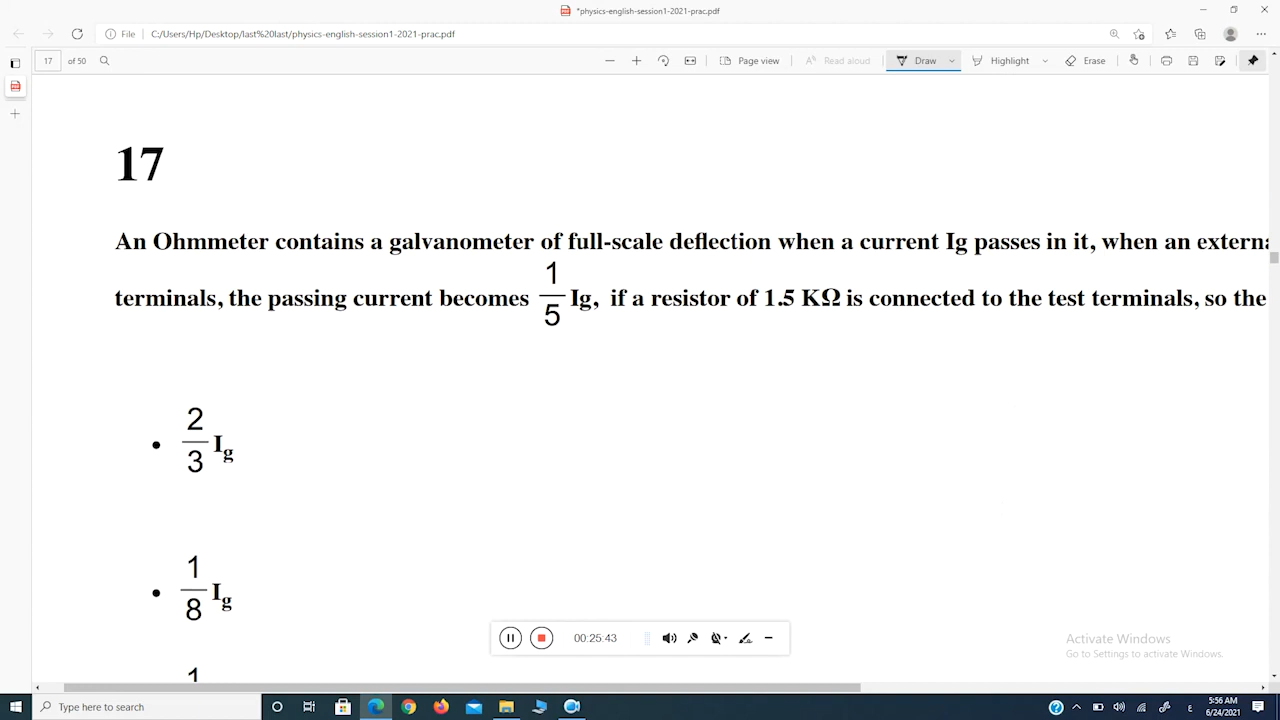 *physics-english-session1-2021-prac.pdf
File C:/Users/Hp/Desktop/last%20last/physics-english-session1-2021-prac.pdf
17 of 50 Page view Read aloud Draw Highlight Erase
17
An Ohmmeter contains a galvanometer of full-scale deflection when a current Ig passes in it, when an externa
terminals, the passing current becomes 1/5 Ig, if a resistor of 1.5 KΩ is connected to the test terminals, so the
• 2/3 Ig
• 1/8 Ig
1
00:25:43
Activate Windows
Go to Settings to activate Windows.
Type here to search
5:56 AM
6/24/2021